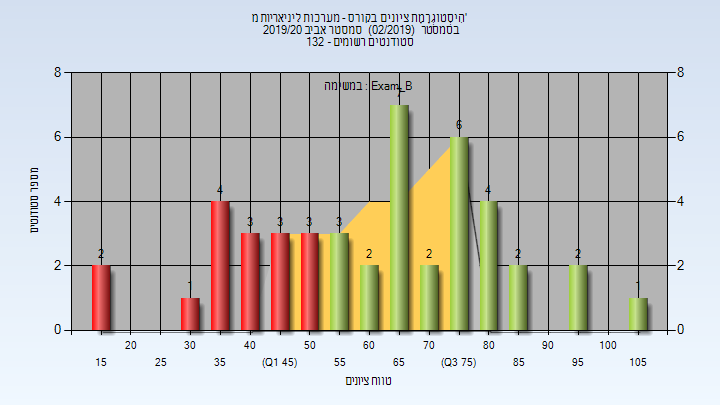 היסטוגרמת ציונים בקורס - מערכות ליניאריות מ'
בסמסטר (02/2019) סמסטר אביב 2019/20
סטודנטים רשומים - 132
במשימה : Exam_B
8 8
6 6
4 4
2 2
0 0
2 1 4 3 3 3 3 2 7 2 6 4 2 2 1
מספר סטודנטים
20 30 40 50 60 70 80 90 100
15 25 35 (Q1 45) 55 65 (Q3 75) 85 95 105
טווח ציונים